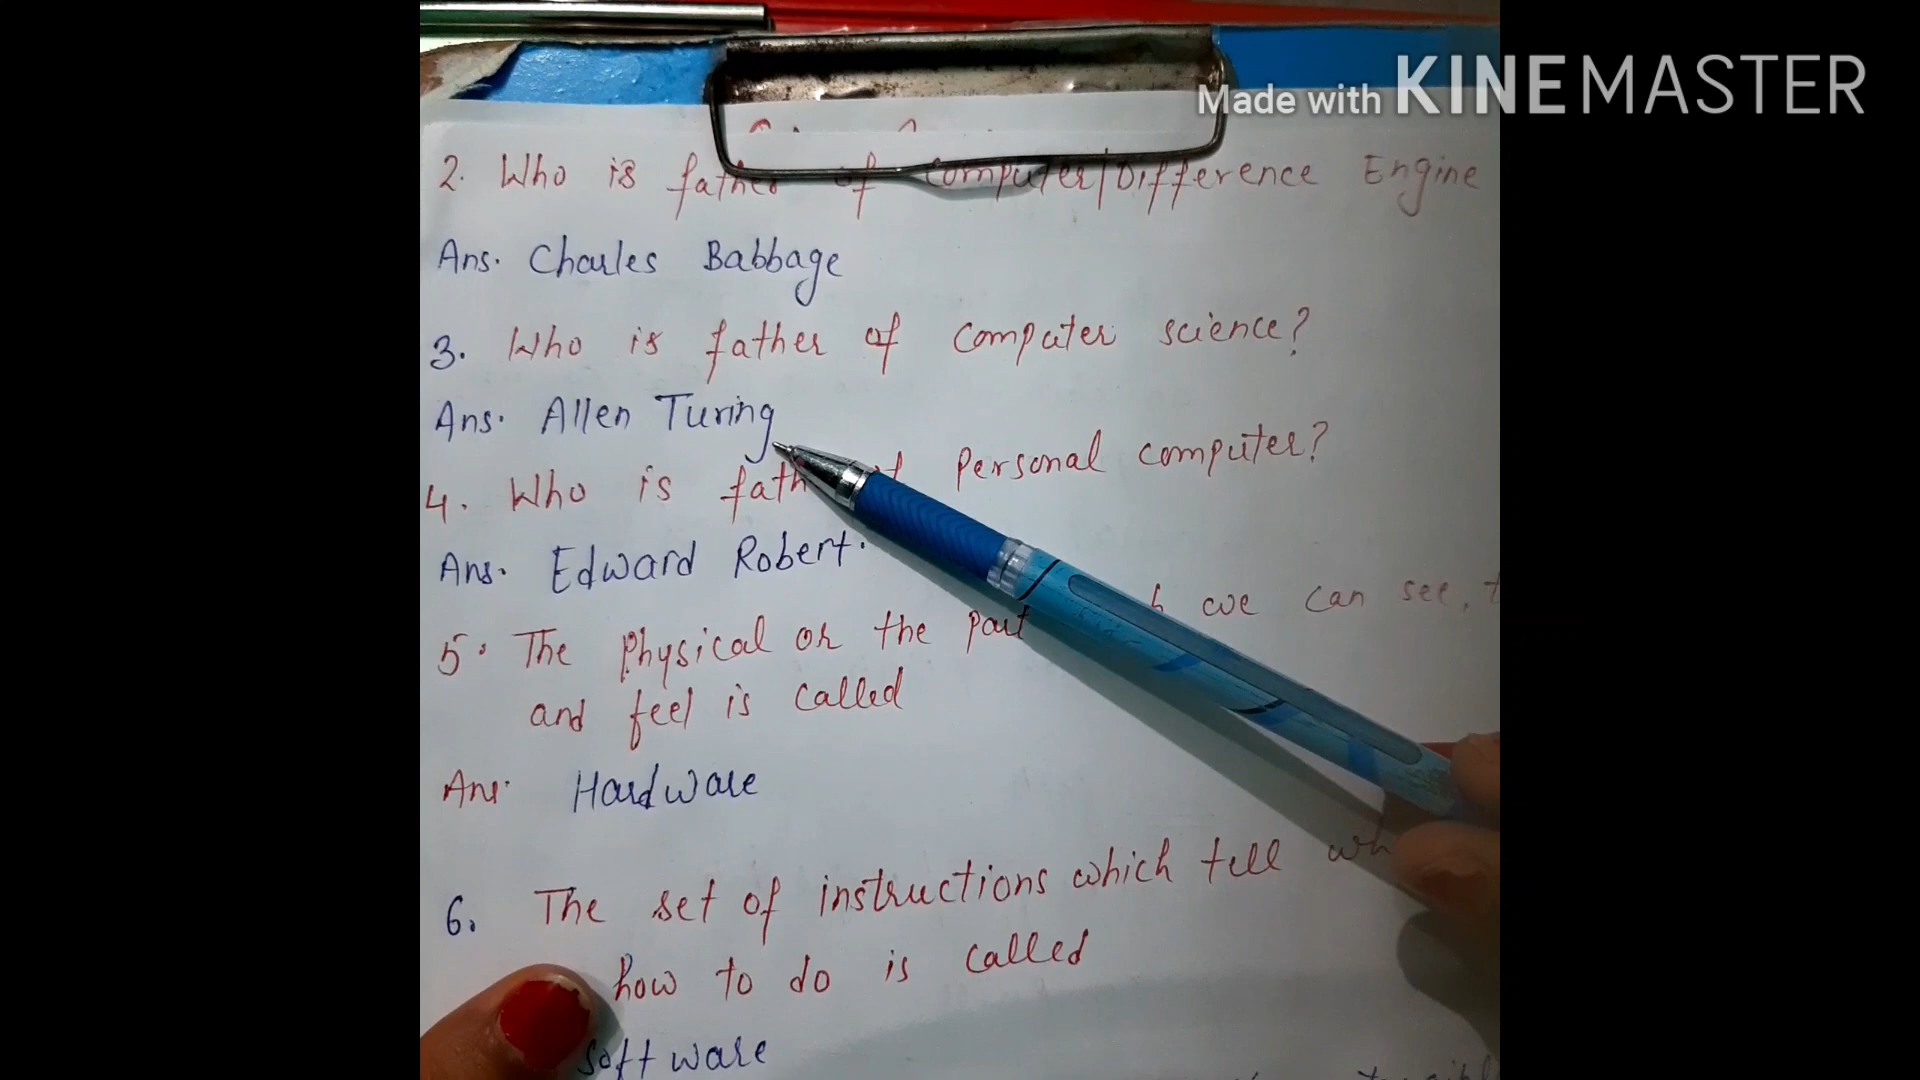 Made with KINEMASTER
2. Who is father of Computer/Difference Engine
Ans. Charles Babbage
3. Who is father of computer science?
Ans. Allen Turing
4. Who is fath of Personal computer?
Ans. Edward Robert.
5. The Physical or the part we can see,
and feel is called
Ans. Hardware
6. The set of instructions which tell
how to do is called
software